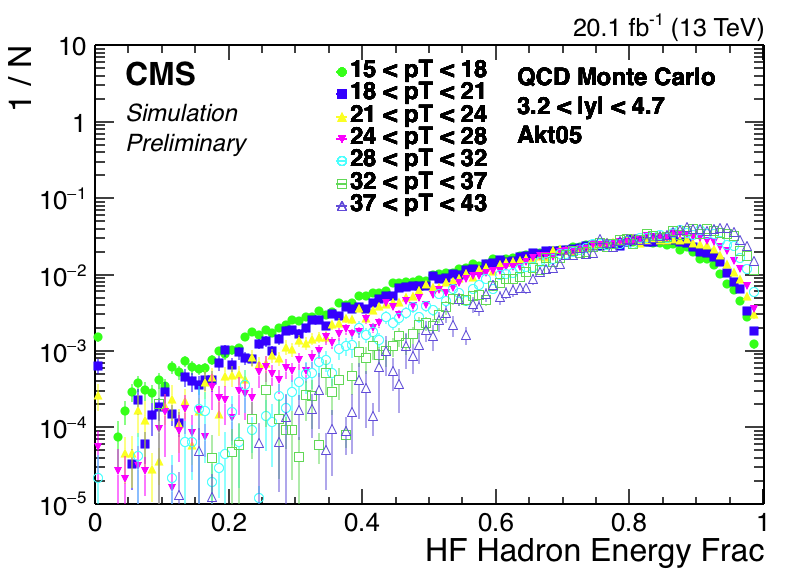 20.1 fb⁻¹ (13 TeV)
1 / N
CMS
Simulation
Preliminary
15 < pT < 18
18 < pT < 21
21 < pT < 24
24 < pT < 28
28 < pT < 32
32 < pT < 37
37 < pT < 43
QCD Monte Carlo
3.2 < |y| < 4.7
Akt05
10
1
10⁻¹
10⁻²
10⁻³
10⁻⁴
10⁻⁵
0 0.2 0.4 0.6 0.8 1
HF Hadron Energy Frac